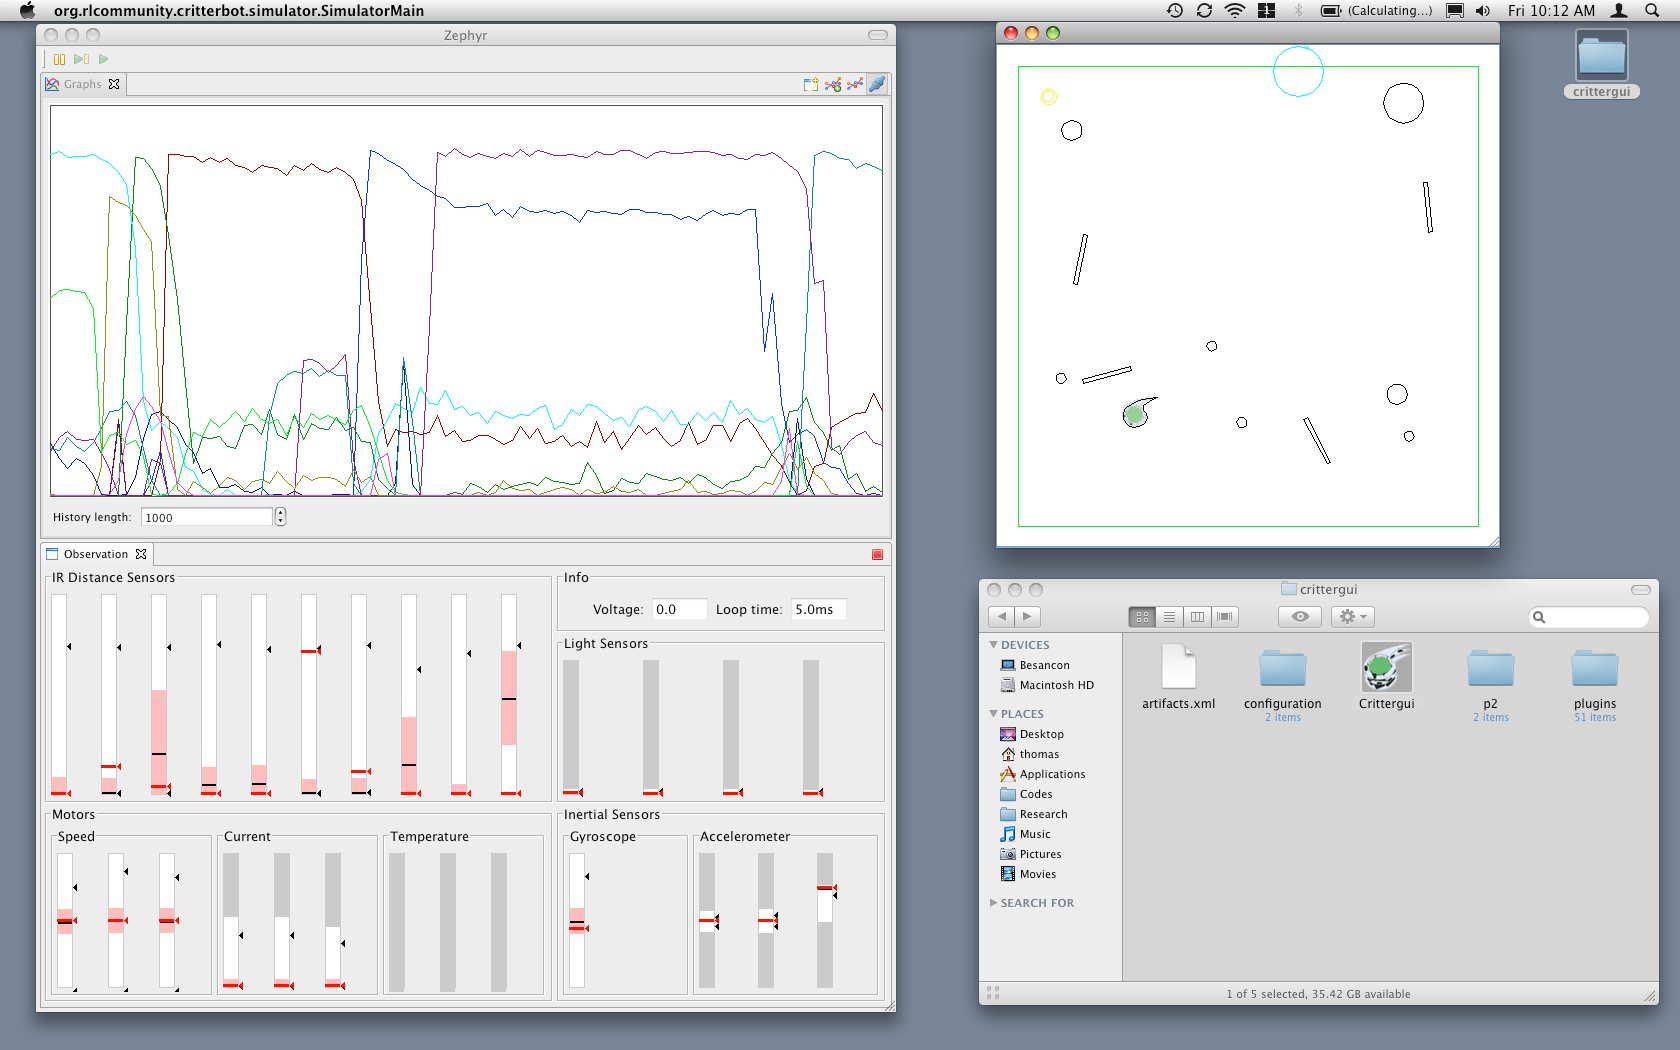 org.rlcommunity.critterbot.simulator.SimulatorMain
1 (Calculating...) Fri 10:12 AM
Zephyr
Graphs
History length: 1000
Observation
IR Distance Sensors
Info
Voltage: 0.0 Loop time: 5.0ms
Light Sensors
Motors
Speed
Current
Temperature
Inertial Sensors
Gyroscope
Accelerometer
crittergui
crittergui
DEVICES
Besancon
Macintosh HD
PLACES
Desktop
thomas
Applications
Codes
Research
Music
Pictures
Movies
SEARCH FOR
artifacts.xml
configuration
2 items
Crittergui
p2
2 items
plugins
51 items
1 of 5 selected, 35.42 GB available